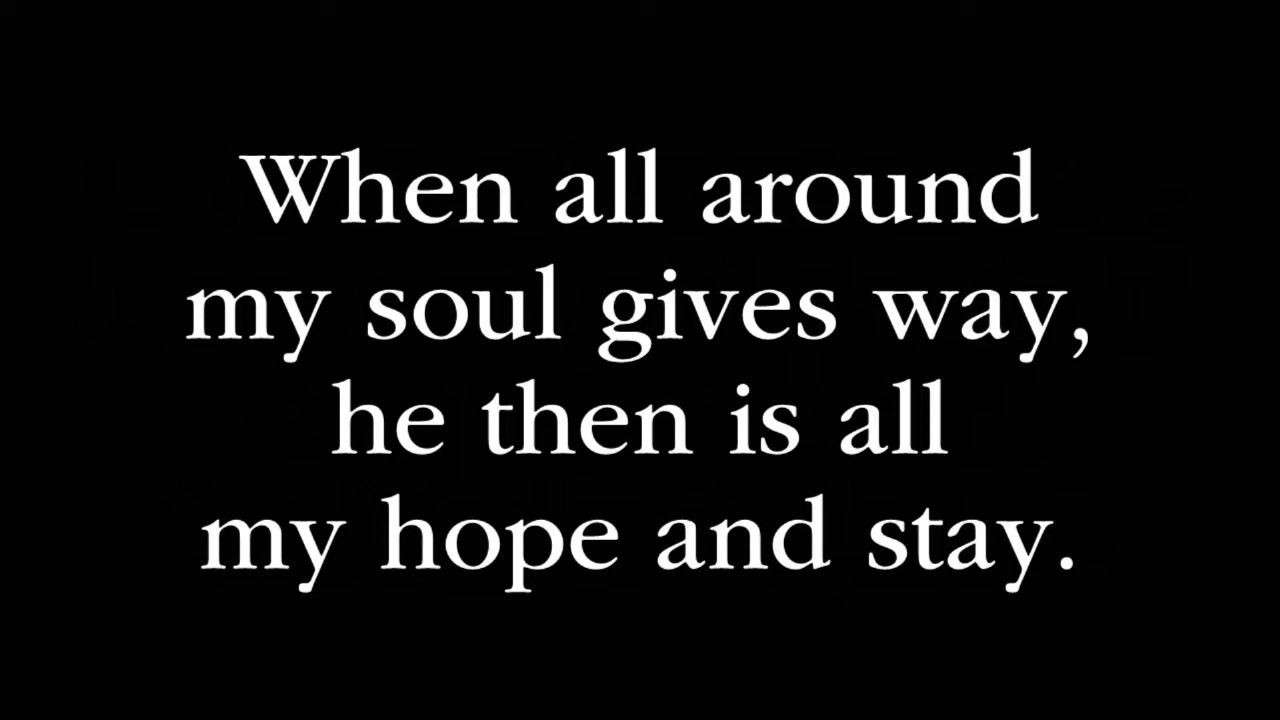 When all around
my soul gives way,
he then is all
my hope and stay.